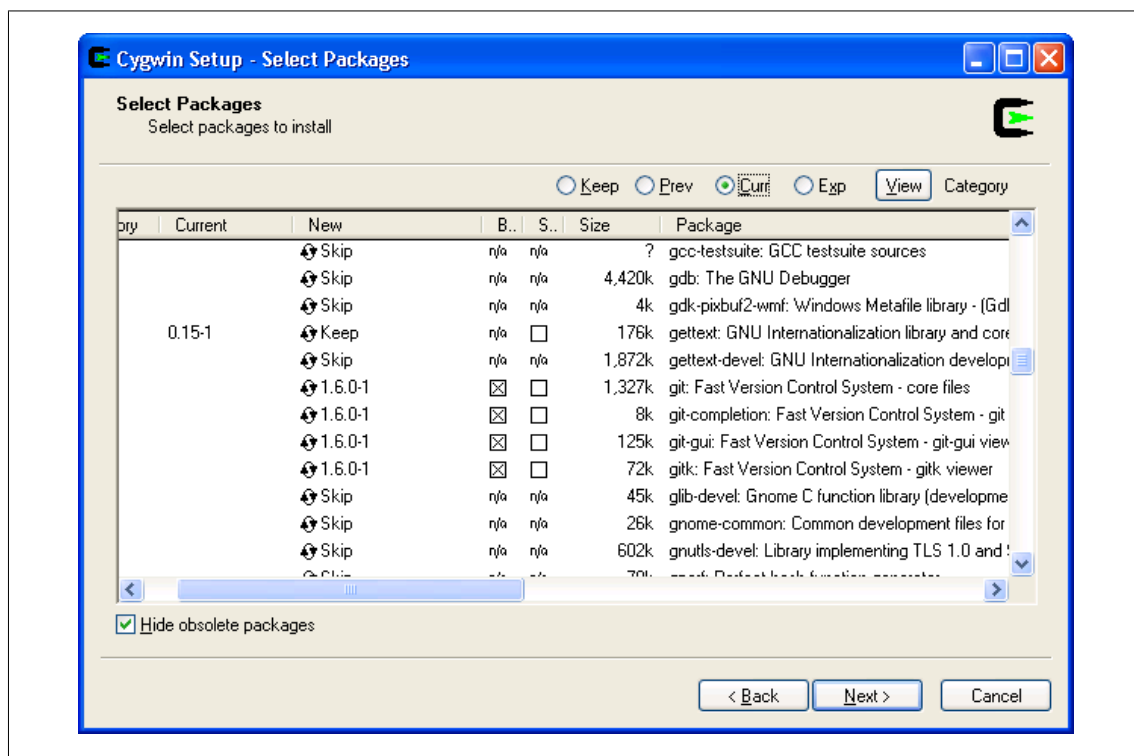 Cygwin Setup - Select Packages
Select Packages
Select packages to install
Keep Prev Curr Exp View Category
ory Current New B.. S.. Size Package
Skip n/a n/a ? gcc-testsuite: GCC testsuite sources
Skip n/a n/a 4,420k gdb: The GNU Debugger
Skip n/a n/a 4k gdk-pixbuf2-wmf: Windows Metafile library - (Gdl
0.15-1 Keep n/a 176k gettext: GNU Internationalization library and core
Skip n/a n/a 1,872k gettext-devel: GNU Internationalization develop
1.6.0-1 1,327k git: Fast Version Control System - core files
1.6.0-1 8k git-completion: Fast Version Control System - git
1.6.0-1 125k git-gui: Fast Version Control System - git-gui view
1.6.0-1 72k gitk: Fast Version Control System - gitk viewer
Skip n/a n/a 45k glib-devel: Gnome C function library (developme
Skip n/a n/a 26k gnome-common: Common development files for
Skip n/a n/a 602k gnutls-devel: Library implementing TLS 1.0 and
Hide obsolete packages
< Back Next > Cancel